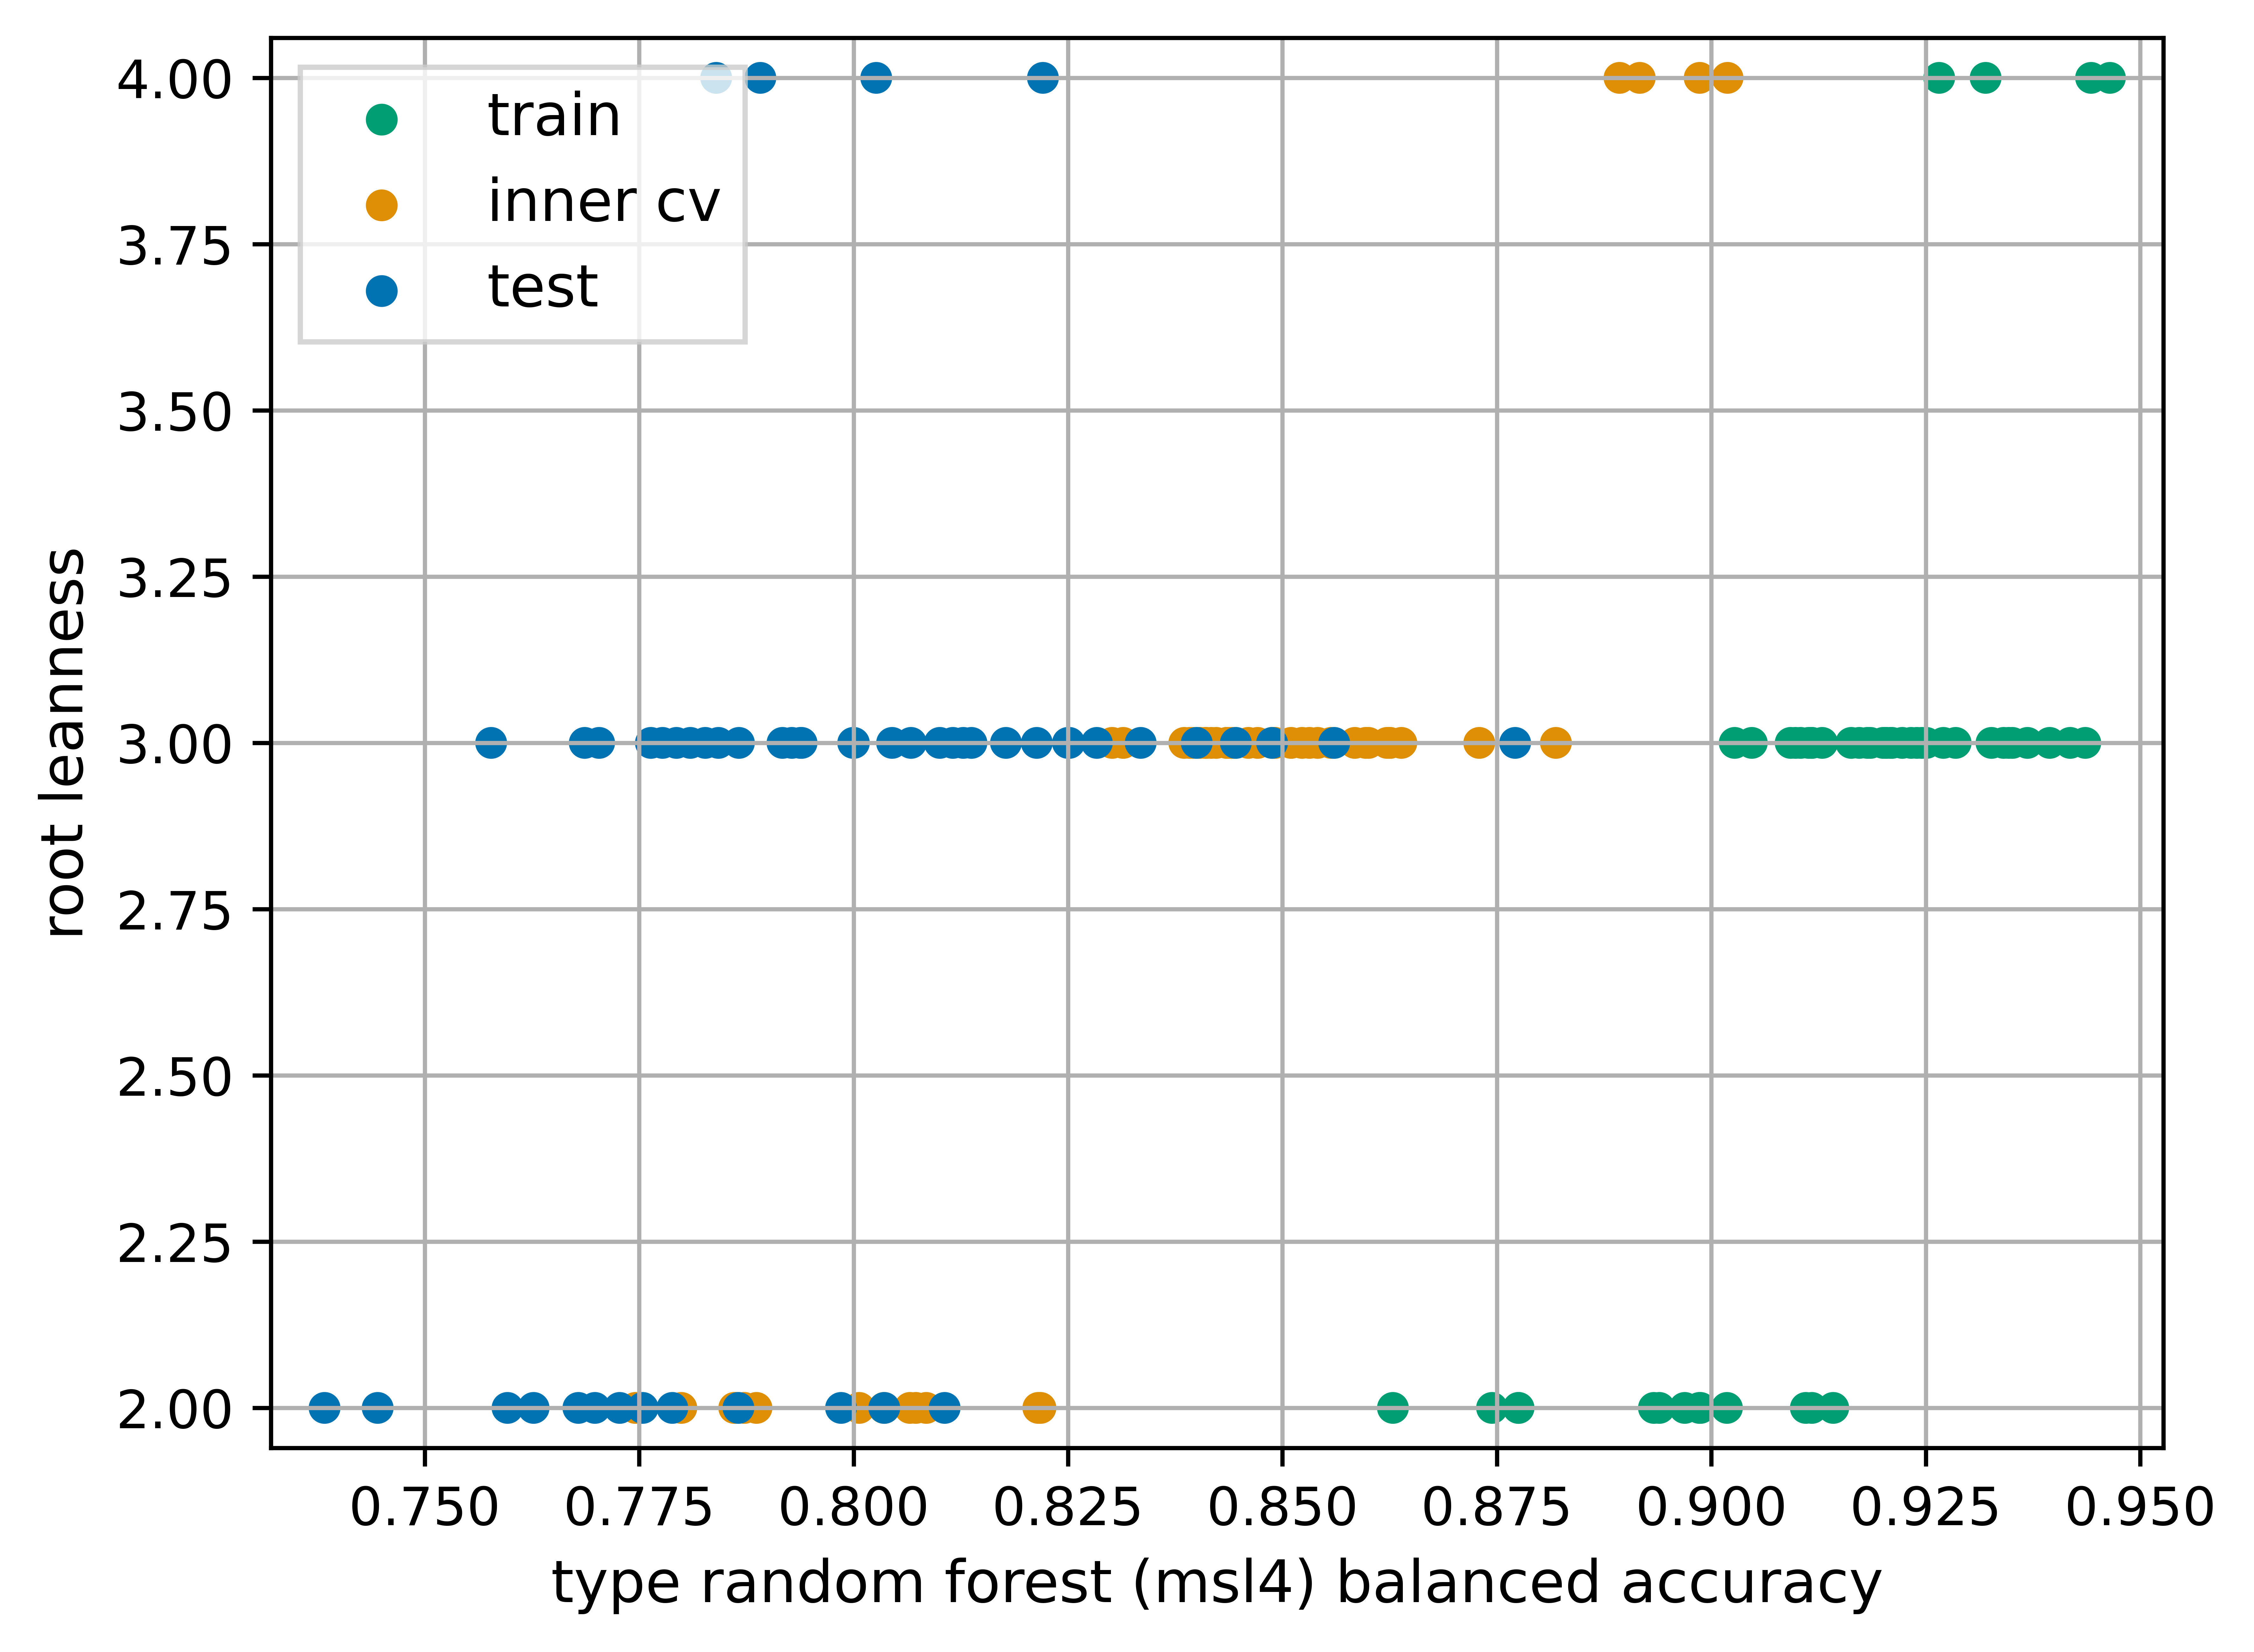 4.00
3.75
3.50
3.25
3.00
2.75
2.50
2.25
2.00
root leanness
train
inner cv
test
0.750 0.775 0.800 0.825 0.850 0.875 0.900 0.925 0.950
type random forest (msl4) balanced accuracy